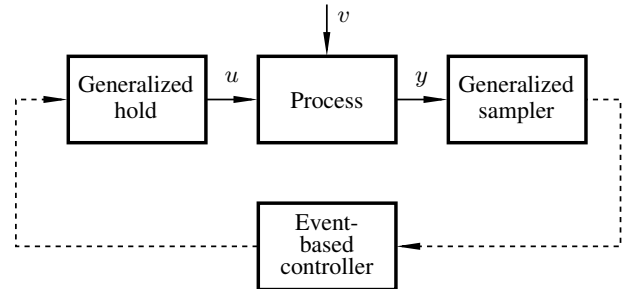 v
Generalized
hold
u
Process
y
Generalized
sampler
Event-
based
controller